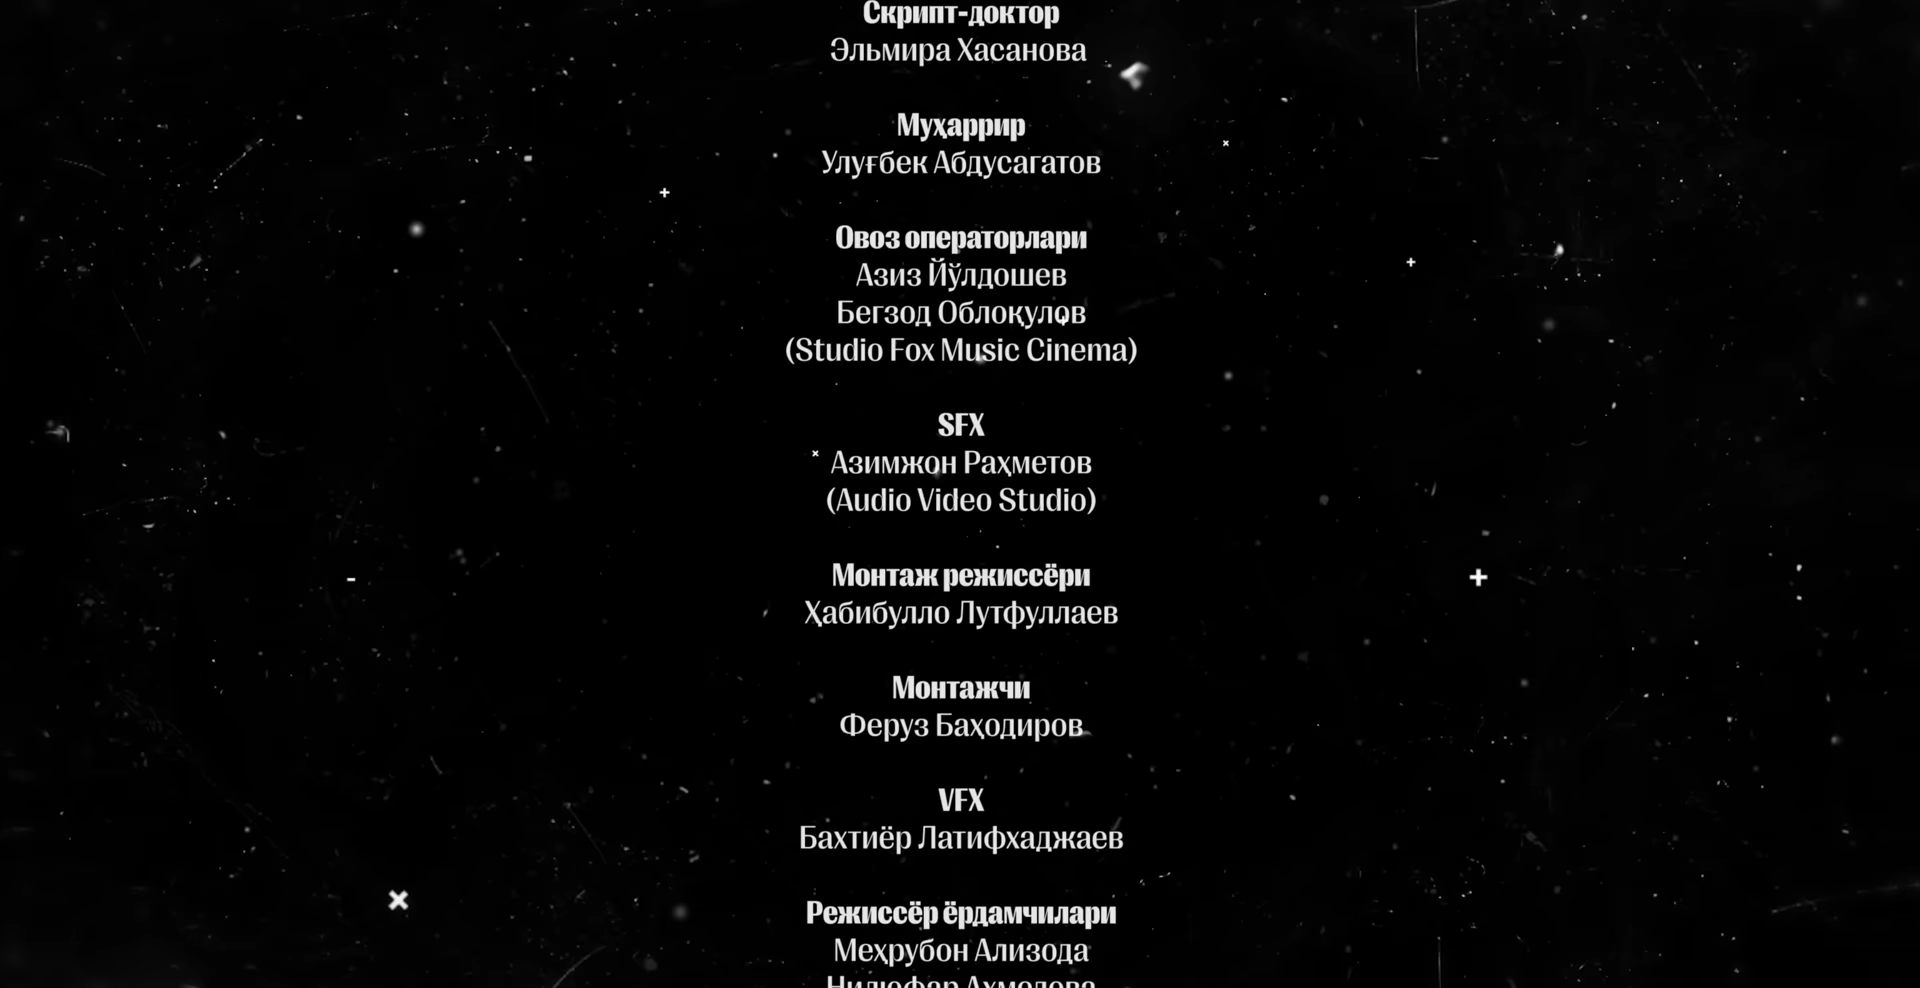 Скрипт-доктор
Эльмира Хасанова
Муҳаррир
Улуғбек Абдусагатов
Овоз операторлари
Азиз Йўлдошев
Бегзод Облоқулов
(Studio Fox Music Cinema)
SFX
Азимжон Раҳметов
(Audio Video Studio)
Монтаж режиссёри
Ҳабибулло Лутфуллаев
Монтажчи
Феруз Баҳодиров
VFX
Бахтиёр Латифхаджаев
Режиссёр ёрдамчилари
Меҳрубон Ализода